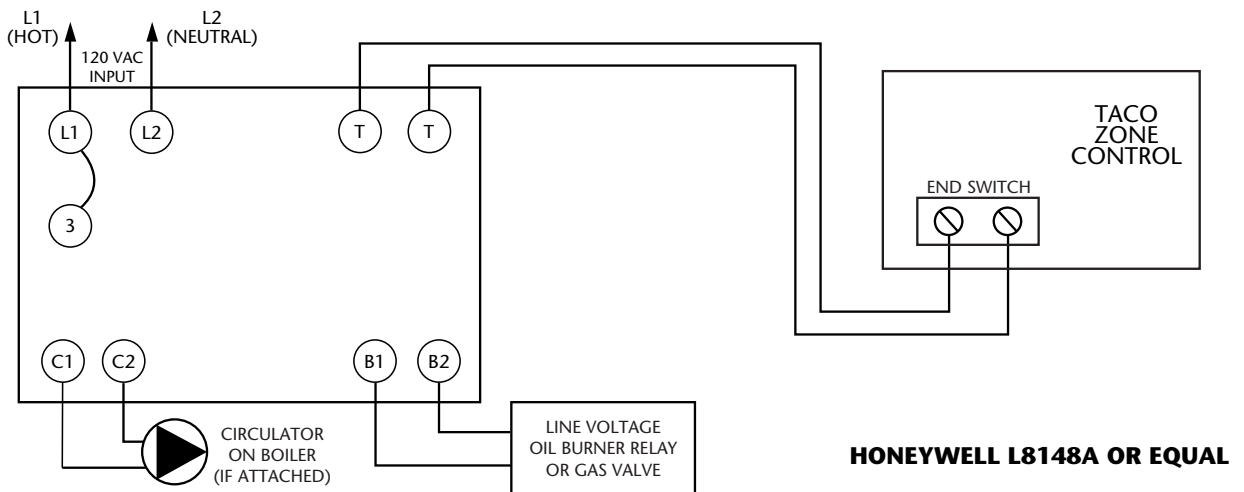 L1
(HOT)
L2
(NEUTRAL)
120 VAC
INPUT
L1
L2
T
T
3
TACO
ZONE
CONTROL
END SWITCH
C1
C2
B1
B2
CIRCULATOR
ON BOILER
(IF ATTACHED)
LINE VOLTAGE
OIL BURNER RELAY
OR GAS VALVE
HONEYWELL L8148A OR EQUAL